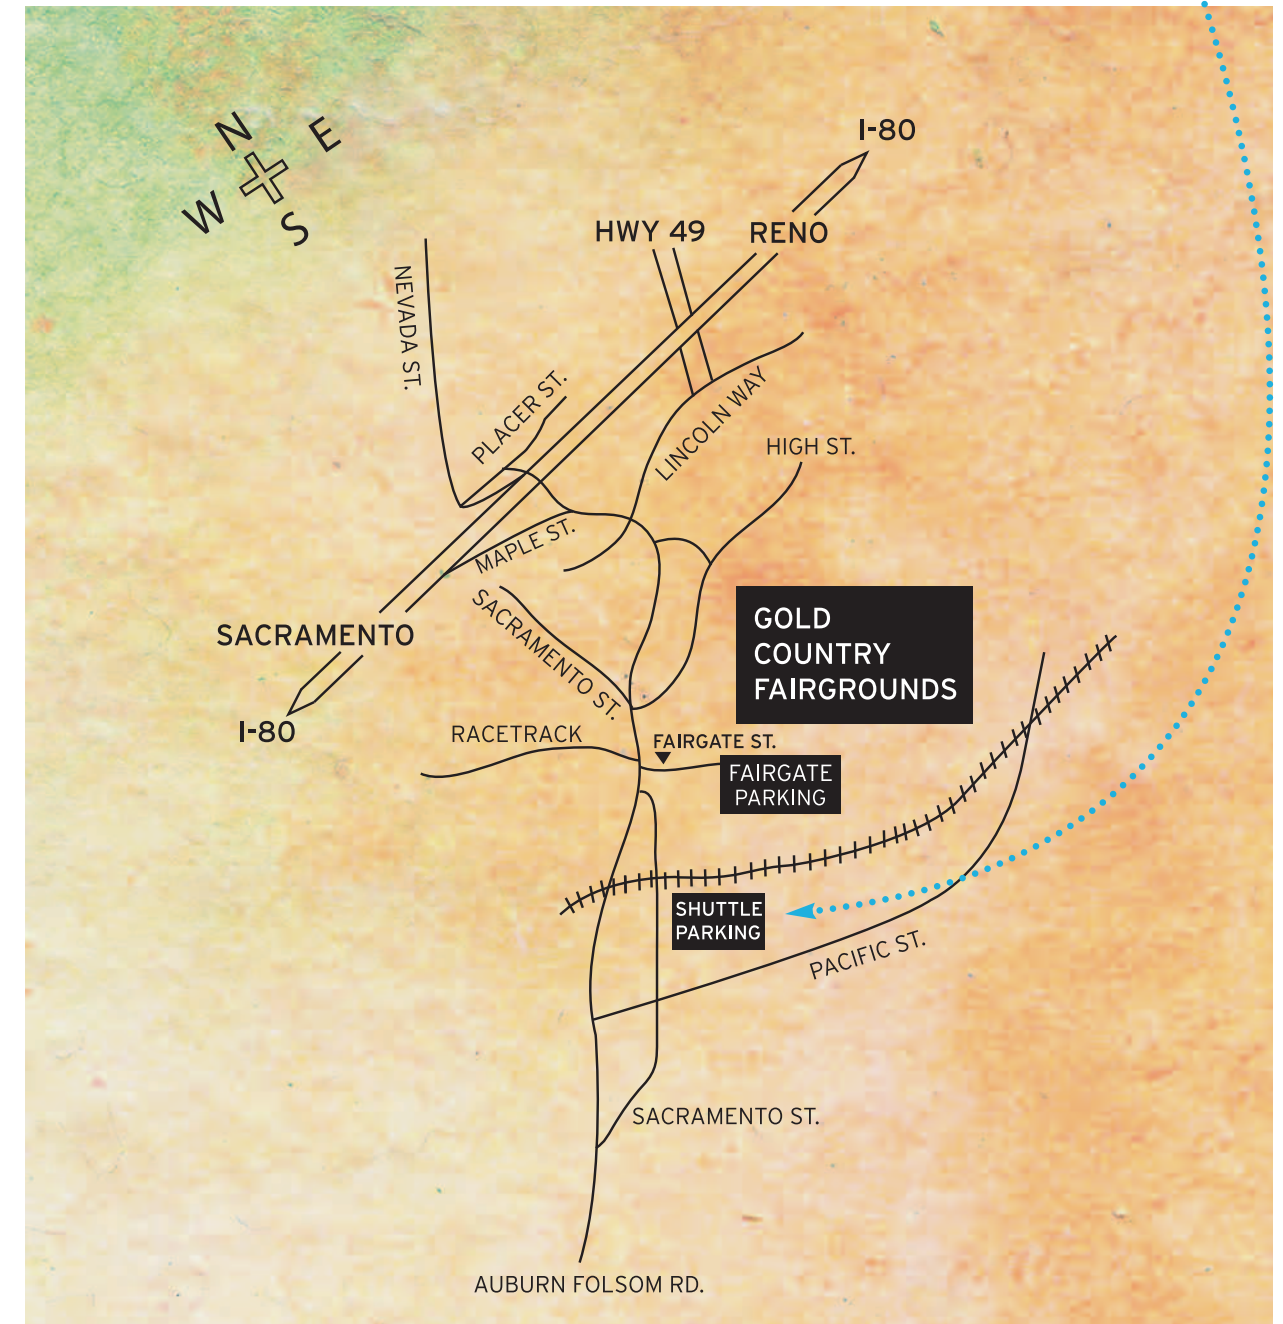 I-80
N
E
W
S
HWY 49
RENO
NEVADA ST.
PLACER ST.
LINCOLN WAY
HIGH ST.
MAPLE ST.
SACRAMENTO ST.
SACRAMENTO
I-80
GOLD
COUNTRY
FAIRGROUNDS
RACETRACK
FAIRGATE ST.
FAIRGATE
PARKING
SHUTTLE
PARKING
PACIFIC ST.
SACRAMENTO ST.
AUBURN FOLSOM RD.